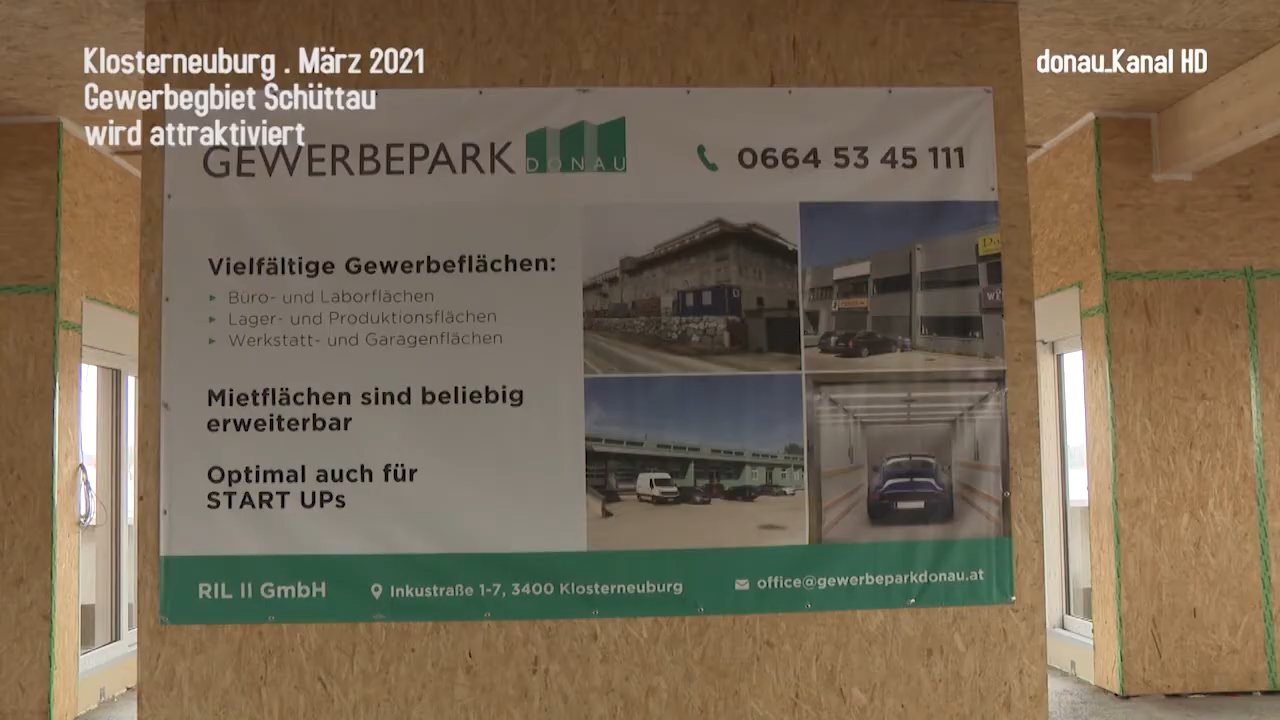 Klosterneuburg . März 2021
donau_Kanal HD
Gewerbegbiet Schüttau
wird attraktiviert
GEWERBEPARK DONAU
0664 53 45 111
Vielfältige Gewerbeflächen:
Büro- und Laborflächen
Lager- und Produktionsflächen
Werkstatt- und Garagenflächen
Mietflächen sind beliebig
erweiterbar
Optimal auch für
START UPs
RIL II GmbH
Inkustraße 1-7, 3400 Klosterneuburg
office@gewerbeparkdonau.at